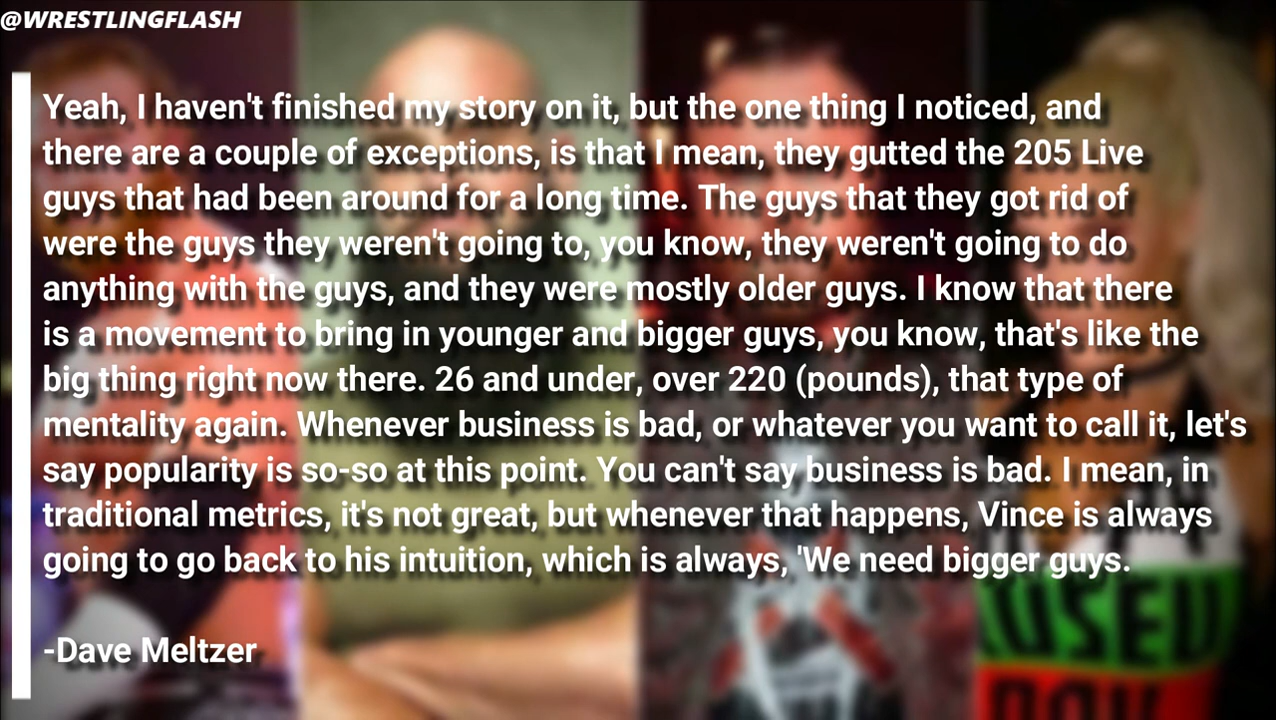 @WRESTLINGFLASH
Yeah, I haven't finished my story on it, but the one thing I noticed, and
there are a couple of exceptions, is that I mean, they gutted the 205 Live
guys that had been around for a long time. The guys that they got rid of
were the guys they weren't going to, you know, they weren't going to do
anything with the guys, and they were mostly older guys. I know that there
is a movement to bring in younger and bigger guys, you know, that's like the
big thing right now there. 26 and under, over 220 (pounds), that type of
mentality again. Whenever business is bad, or whatever you want to call it, let's
say popularity is so-so at this point. You can't say business is bad. I mean, in
traditional metrics, it's not great, but whenever that happens, Vince is always
going to go back to his intuition, which is always, 'We need bigger guys.
-Dave Meltzer